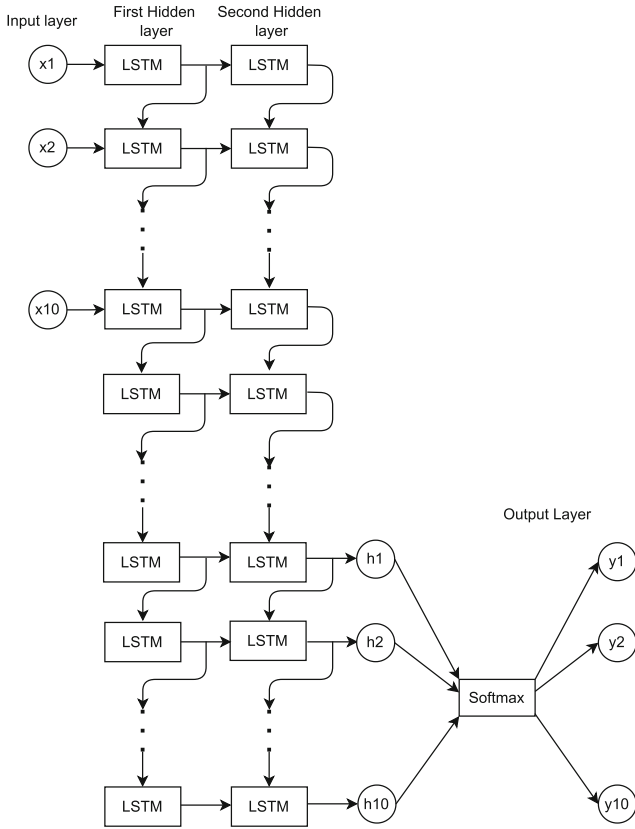 Input layer
First Hidden
layer
Second Hidden
layer
x1
LSTM
LSTM
x2
LSTM
LSTM
x10
LSTM
LSTM
LSTM
LSTM
Output Layer
LSTM
LSTM
h1
y1
LSTM
LSTM
h2
y2
Softmax
LSTM
LSTM
h10
y10